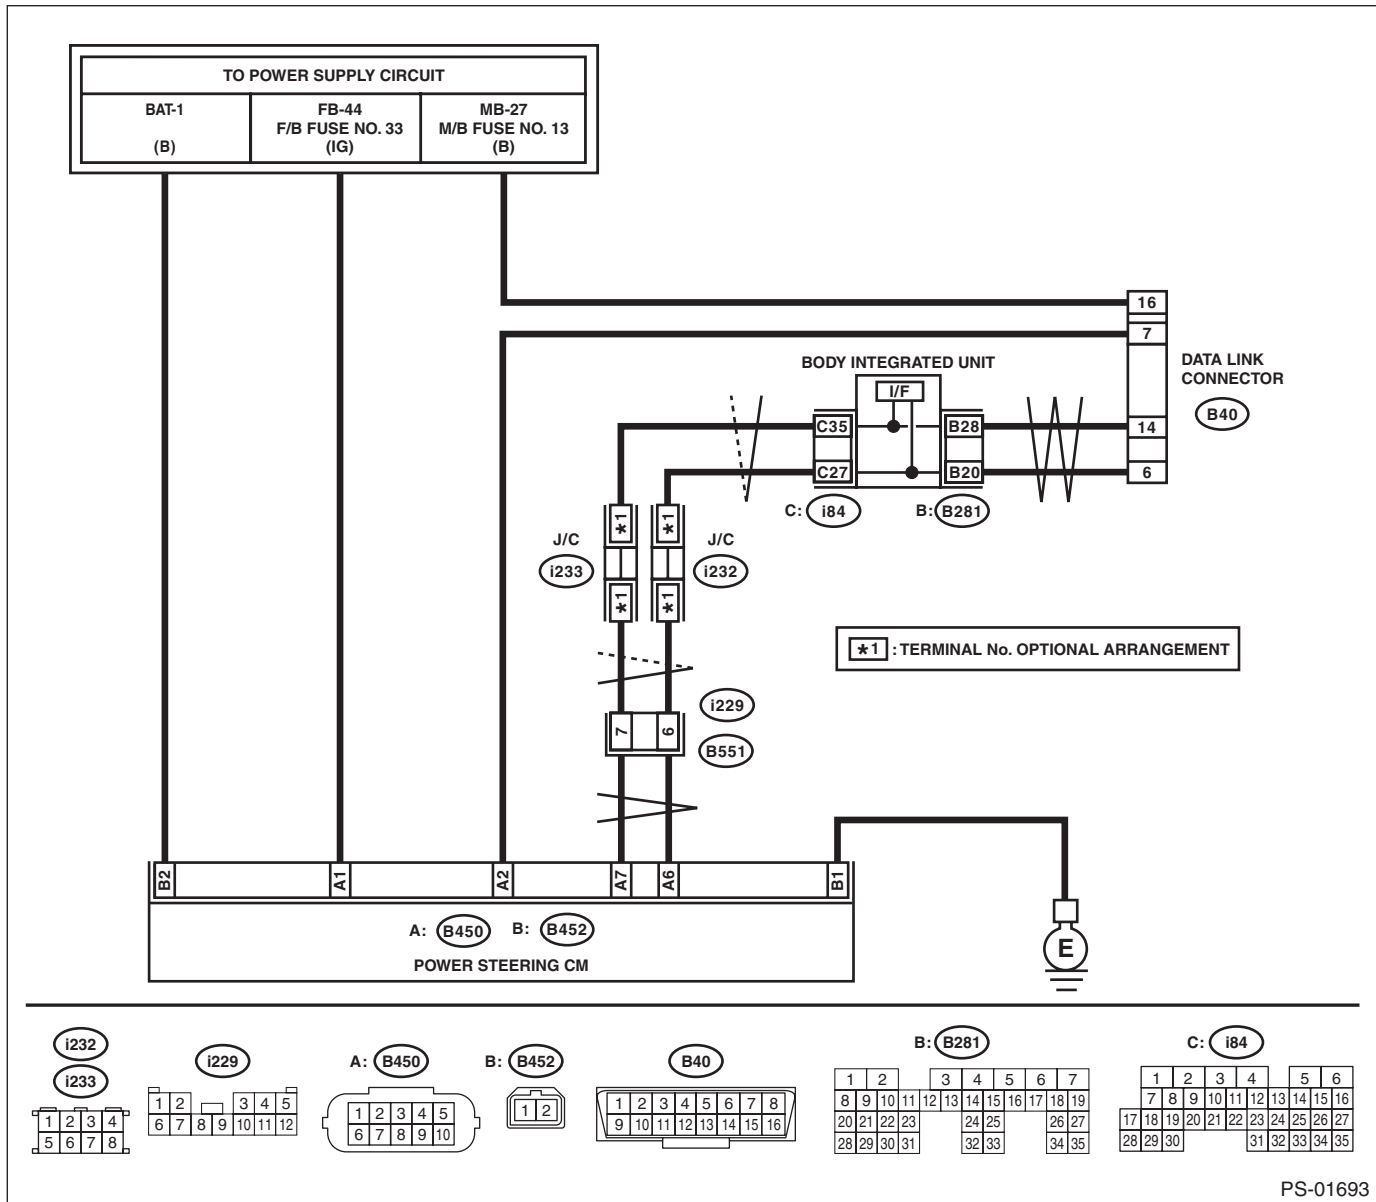 TO POWER SUPPLY CIRCUIT
BAT-1
(B)
FB-44
F/B FUSE NO. 33
(IG)
MB-27
M/B FUSE NO. 13
(B)
16
7
14
6
DATA LINK
CONNECTOR
B40
BODY INTEGRATED UNIT
I/F
C35
C27
B28
B20
C: i84
B: B281
*1
*1
J/C
i233
J/C
i232
*1
*1
*1 : TERMINAL No. OPTIONAL ARRANGEMENT
7
6
i229
B551
B2
A1
A2
A7
A6
B1
A: B450 B: B452
POWER STEERING CM
E
i232
i233
1 2 3 4
5 6 7 8
i229
1 2 3 4 5
6 7 8 9 10 11 12
A: B450
1 2 3 4 5
6 7 8 9 10
B: B452
1 2
B40
1 2 3 4 5 6 7 8
9 10 11 12 13 14 15 16
B: B281
1 2 3 4 5 6 7
8 9 10 11 12 13 14 15 16 17 18 19
20 21 22 23 24 25 26 27
28 29 30 31 32 33 34 35
C: i84
1 2 3 4 5 6
7 8 9 10 11 12 13 14 15 16
17 18 19 20 21 22 23 24 25 26 27
28 29 30 31 32 33 34 35
PS-01693